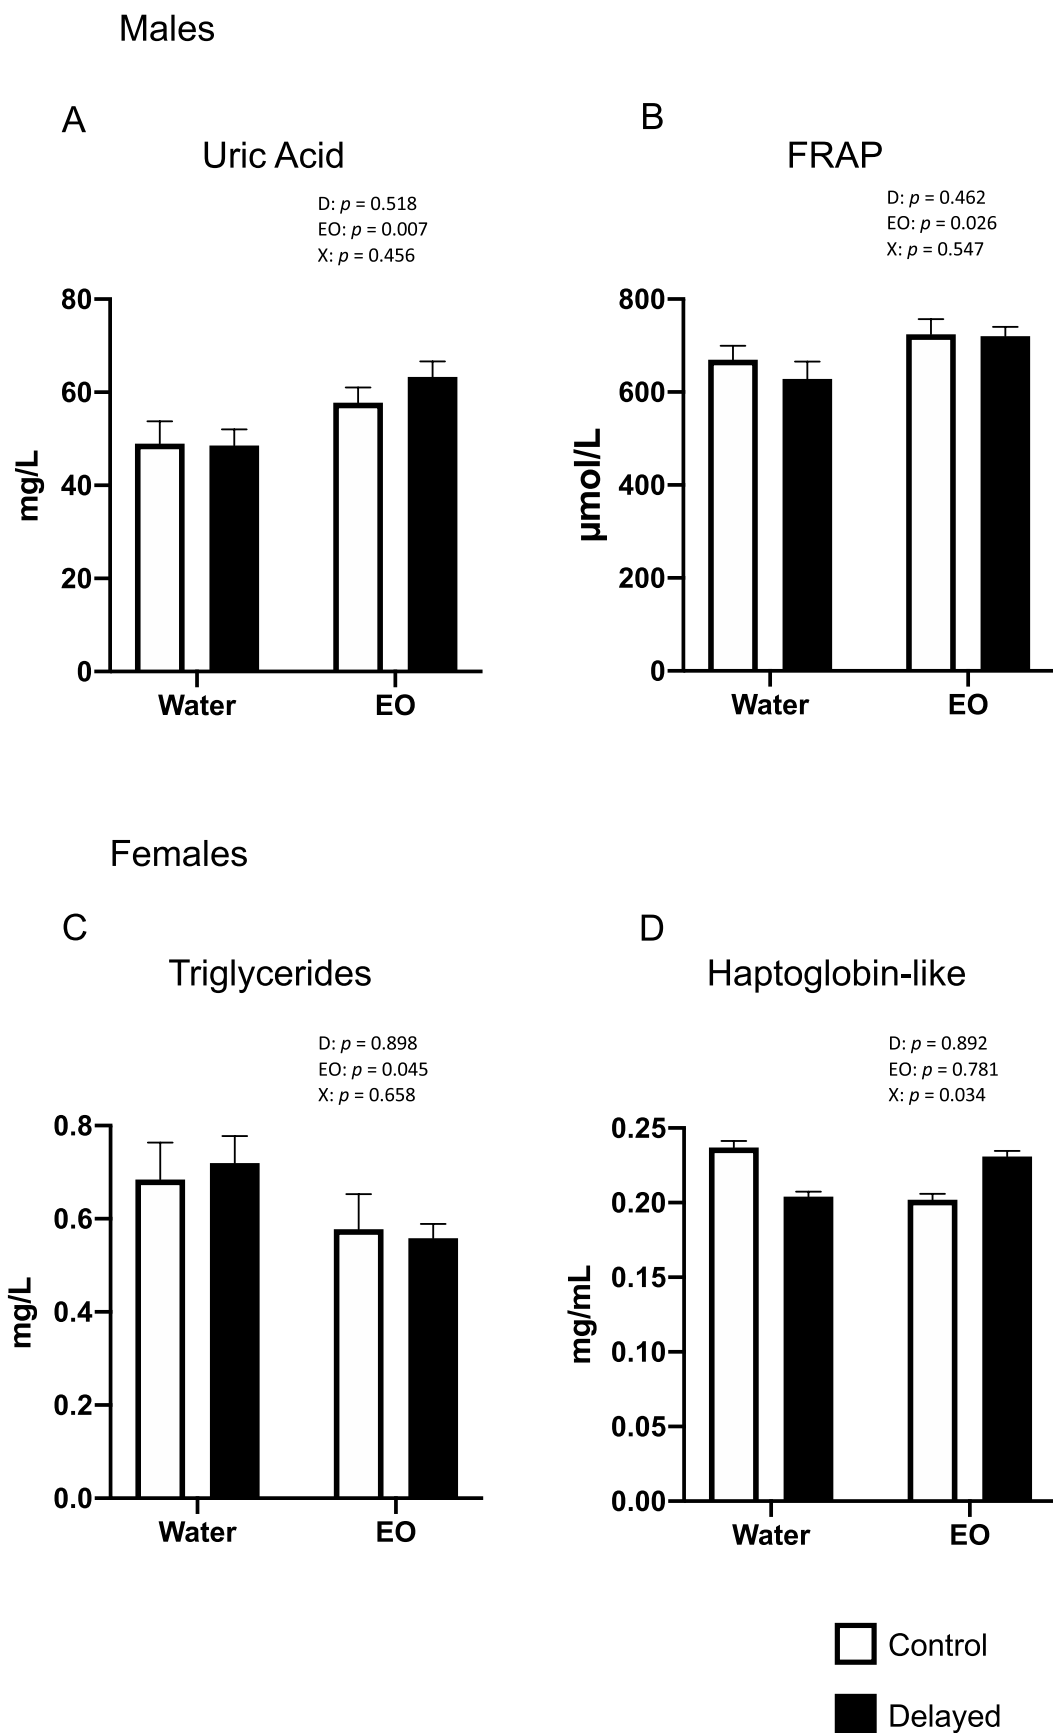 Males
A
Uric Acid
D: p = 0.518
EO: p = 0.007
X: p = 0.456
80
60
40
20
0
mg/L
Water
EO
B
FRAP
D: p = 0.462
EO: p = 0.026
X: p = 0.547
800
600
400
200
0
μmol/L
Water
EO
Females
C
Triglycerides
D: p = 0.898
EO: p = 0.045
X: p = 0.658
0.8
0.6
0.4
0.2
0.0
mg/L
Water
EO
D
Haptoglobin-like
D: p = 0.892
EO: p = 0.781
X: p = 0.034
0.25
0.20
0.15
0.10
0.05
0.00
mg/mL
Water
EO
Control
Delayed